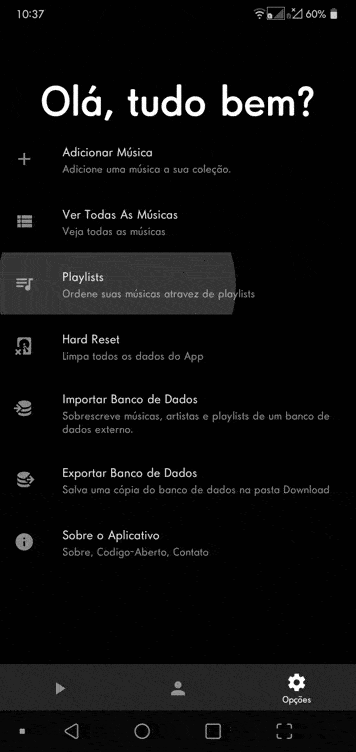 10:37
60%
Olá, tudo bem?
Adicionar Música
Adicione uma música a sua coleção.
Ver Todas As Músicas
Veja todas as músicas
Playlists
Ordene suas músicas atravez de playlists
Hard Reset
Limpa todos os dados do App
Importar Banco de Dados
Sobrescreve músicas, artistas e playlists de um banco de
dados externo.
Exportar Banco de Dados
Salva uma cópia do banco de dados na pasta Download
Sobre o Aplicativo
Sobre, Codigo-Aberto, Contato
Opções